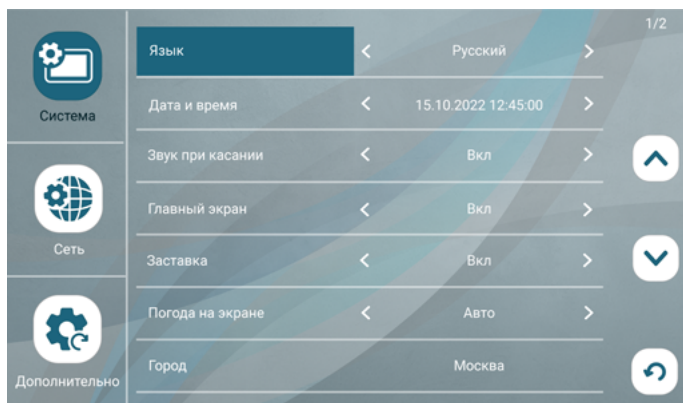 1/2
Система
Сеть
Дополнительно
Язык Русский
Дата и время 15.10.2022 12:45:00
Звук при касании Вкл
Главный экран Вкл
Заставка Вкл
Погода на экране Авто
Город Москва